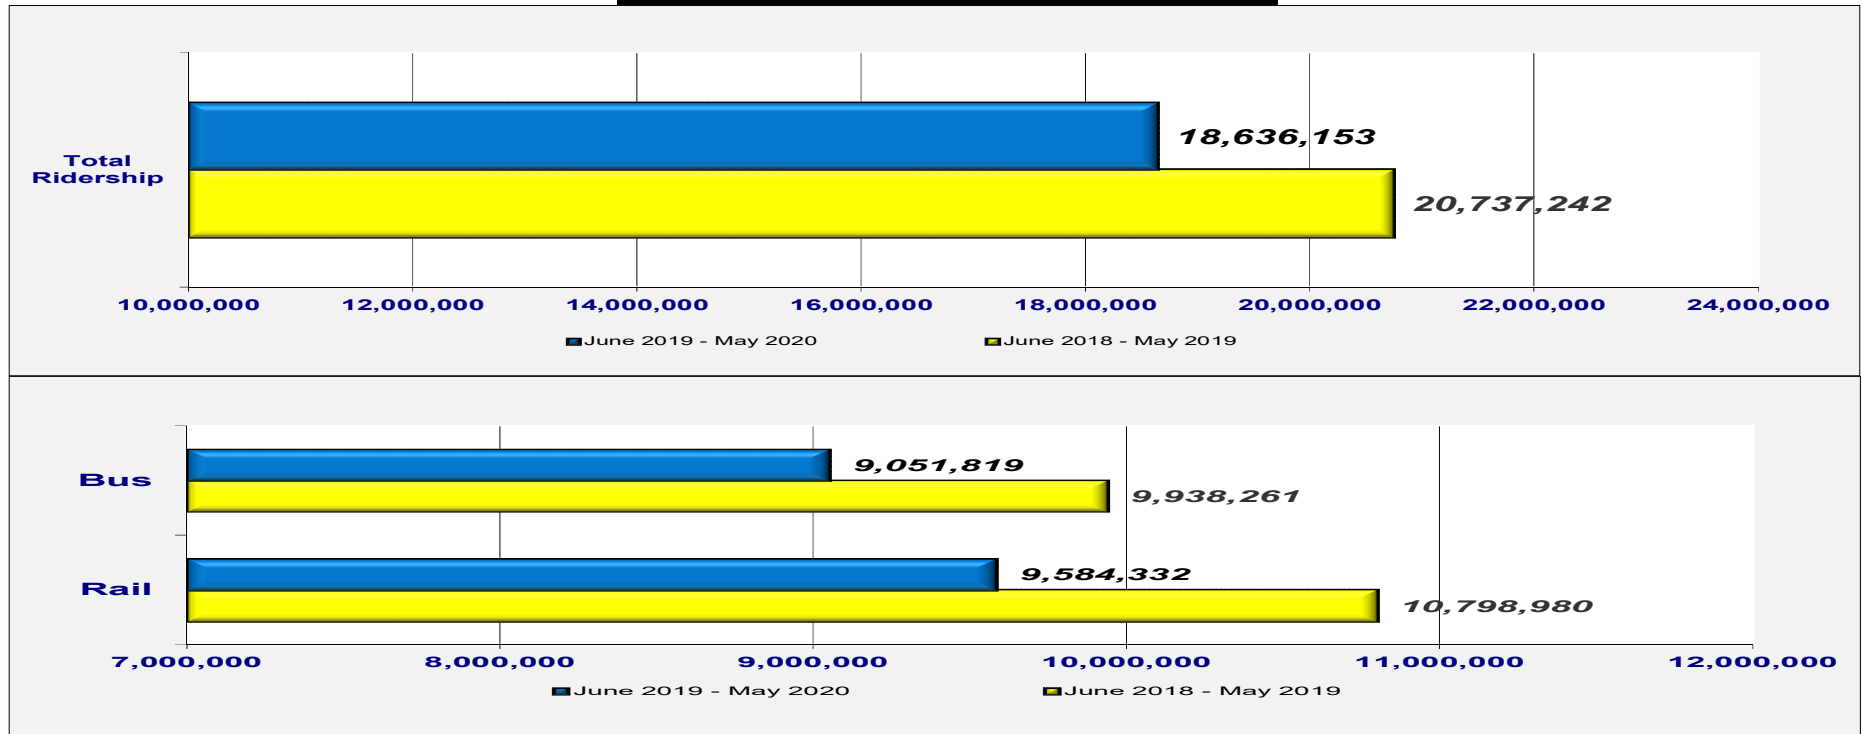 18,636,153
Total
Ridership
20,737,242
10,000,000 12,000,000 14,000,000 16,000,000 18,000,000 20,000,000 22,000,000 24,000,000
June 2019 - May 2020 June 2018 - May 2019
9,051,819
Bus
9,938,261
9,584,332
Rail
10,798,980
7,000,000 8,000,000 9,000,000 10,000,000 11,000,000 12,000,000
June 2019 - May 2020 June 2018 - May 2019